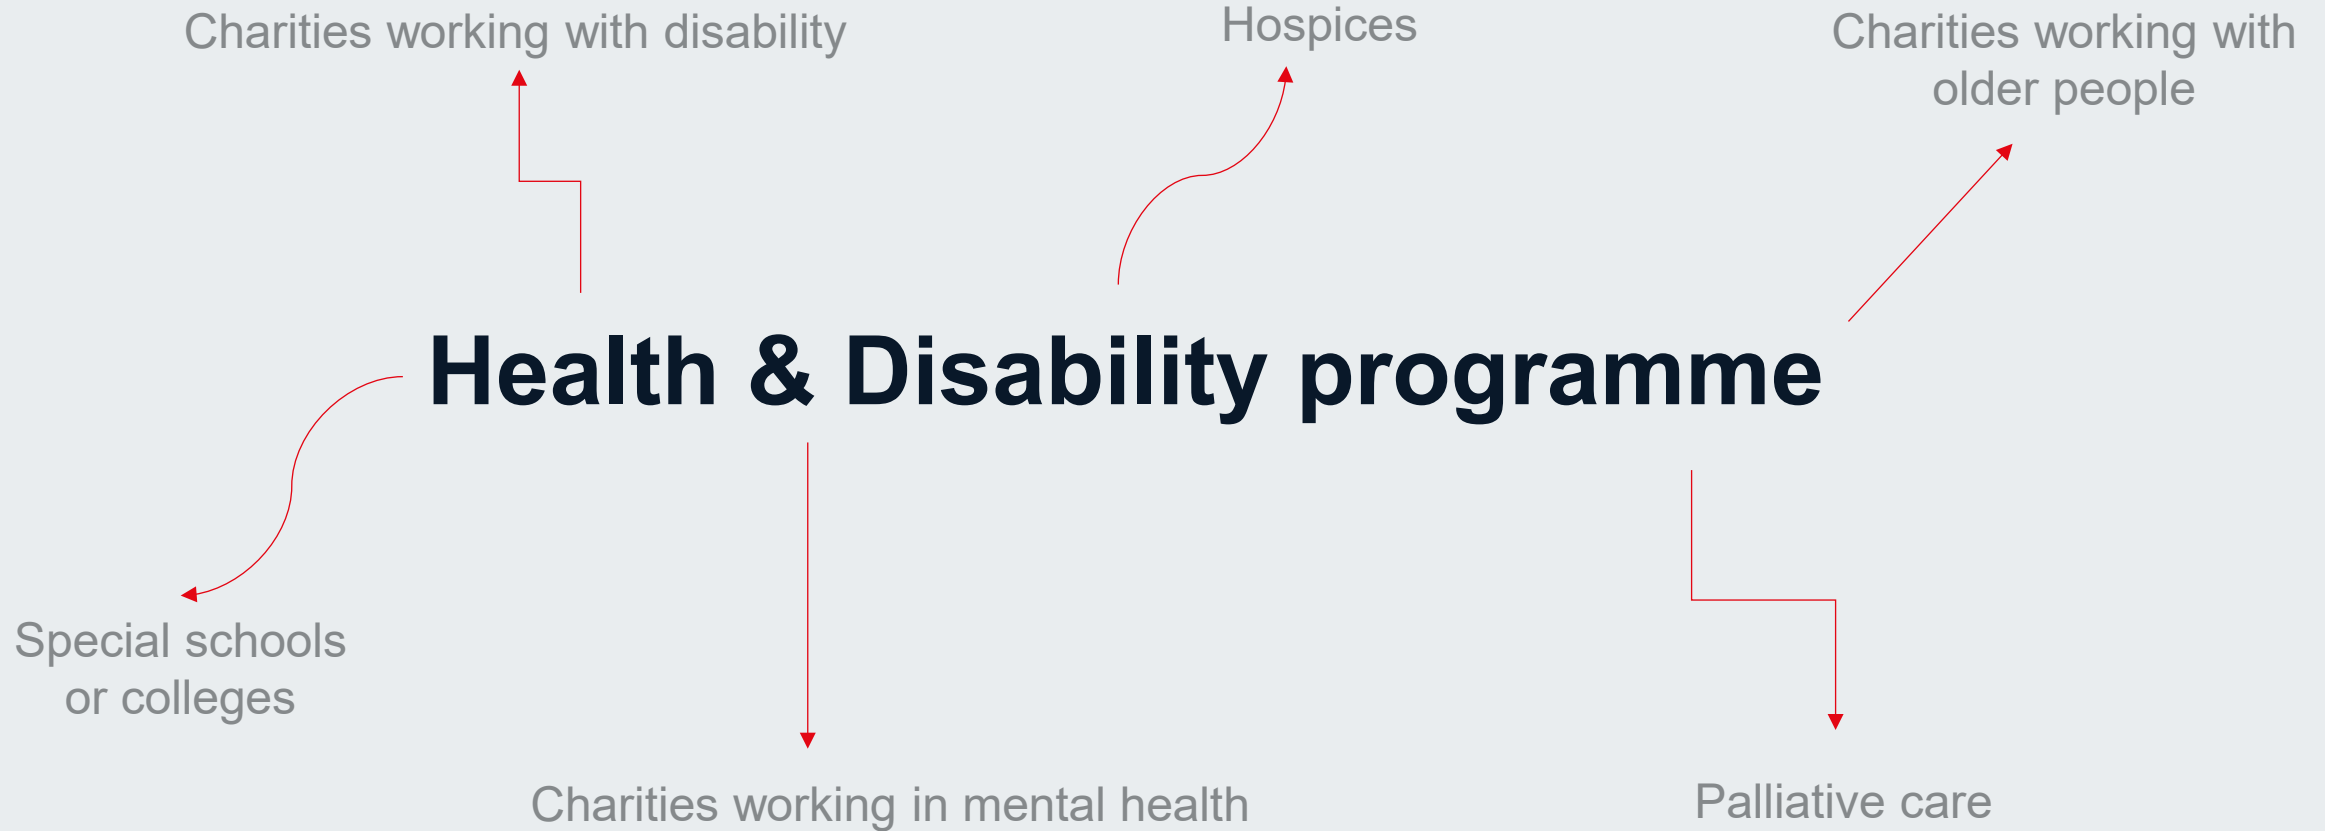 Charities working with disability
Hospices
Charities working with
older people
Health & Disability programme
Special schools
or colleges
Charities working in mental health
Palliative care